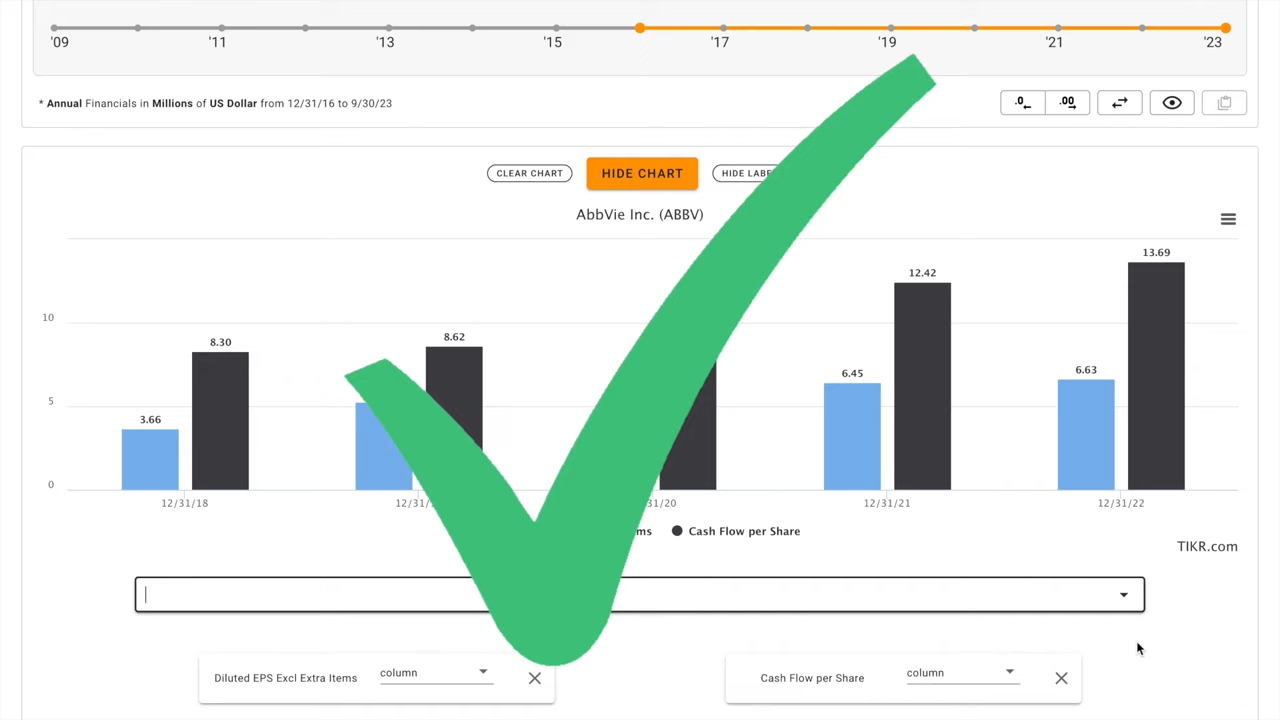 '09 '11 '13 '15 '17 '19 '21 '23
* Annual Financials in Millions of US Dollar from 12/31/16 to 9/30/23
.0 .00
CLEAR CHART HIDE CHART HIDE
AbbVie Inc. (ABBV)
13.69
12.42
10
8.30 8.62
6.45 6.63
5
3.66
0
12/31/18 12/31/21 12/31/22
Cash Flow per Share
TIKR.com
Diluted EPS Excl Extra Items column Cash Flow per Share column